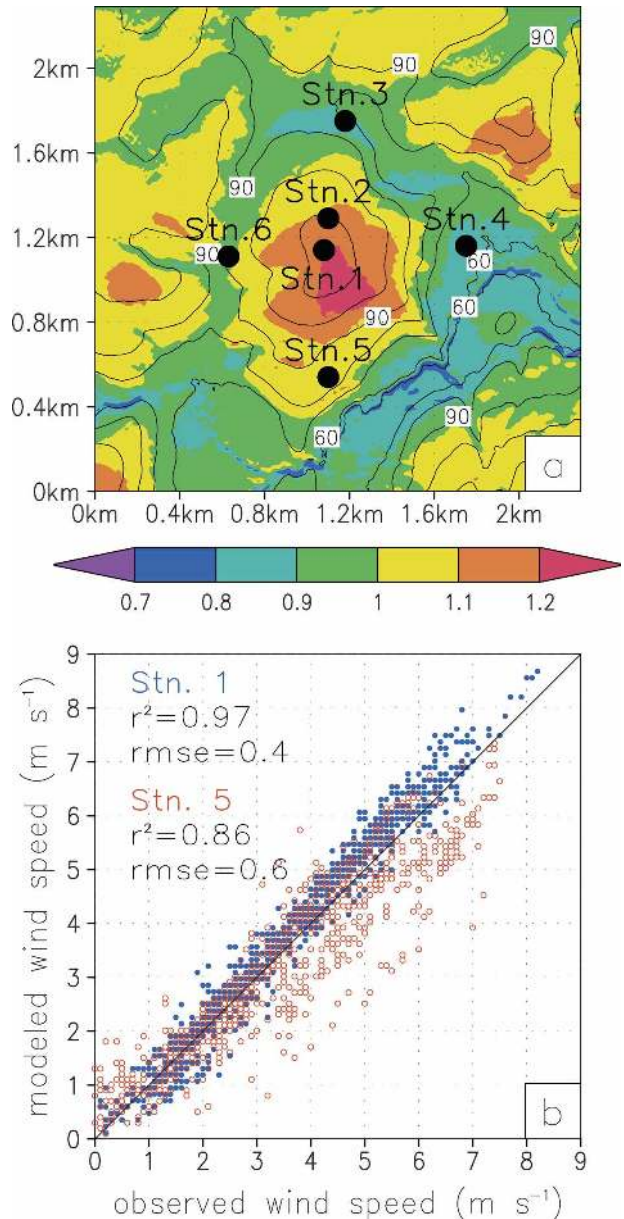 2km
90
Stn.3
1.6km
90
Stn.2
Stn.4
1.2km
Stn.6
90
60
Stn.1
60
0.8km
90
Stn.5
0.4km
90
60
a
0km
0km 0.4km 0.8km 1.2km 1.6km 2km
0.7 0.8 0.9 1 1.1 1.2
9
Stn. 1
8
r²=0.97
rmse=0.4
7
Stn. 5
6
r²=0.86
rmse=0.6
5
4
3
2
1
b
0
0 1 2 3 4 5 6 7 8 9
modeled wind speed (m s⁻¹)
observed wind speed (m s⁻¹)